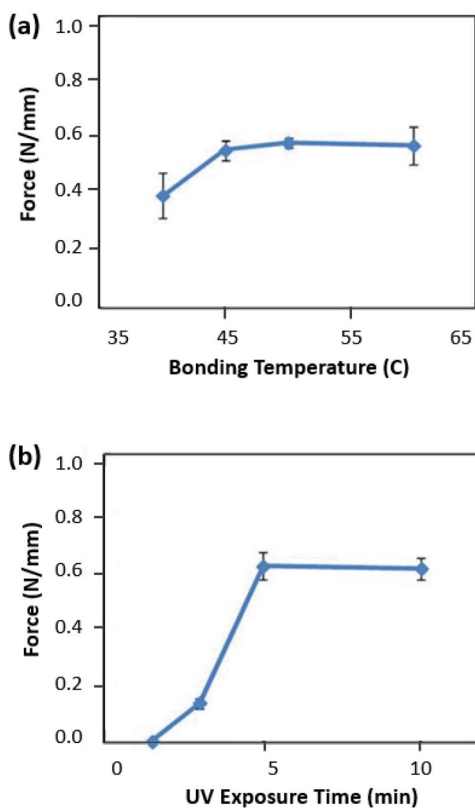 (a)
1.0
0.8
0.6
0.4
0.2
0.0
Force (N/mm)
35 45 55 65
Bonding Temperature (C)
(b)
1.0
0.8
0.6
0.4
0.2
0.0
Force (N/mm)
0 5 10
UV Exposure Time (min)